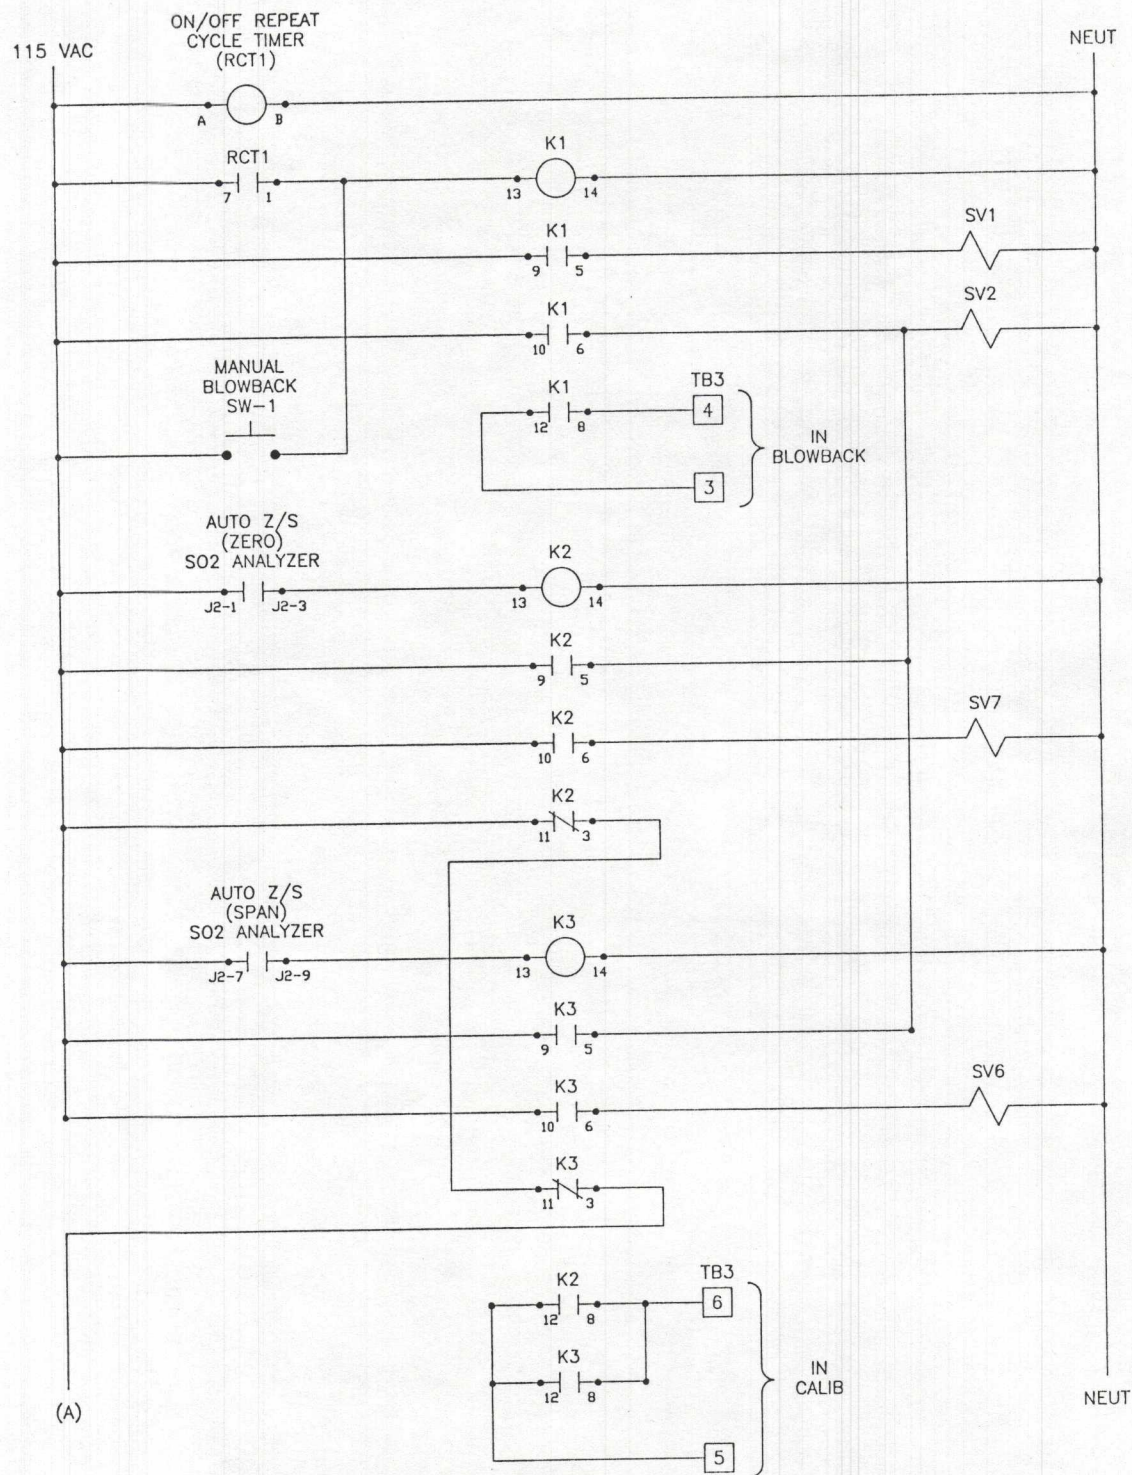 ON/OFF REPEAT
CYCLE TIMER
(RCT1)
115 VAC
NEUT
A
B
RCT1
7
1
K1
13
14
K1
9
5
SV1
K1
10
6
SV2
MANUAL
BLOWBACK
SW-1
K1
12
8
TB3
4
IN
BLOWBACK
3
AUTO Z/S
(ZERO)
SO2 ANALYZER
J2-1
J2-3
K2
13
14
K2
9
5
K2
10
6
SV7
K2
11
3
AUTO Z/S
(SPAN)
SO2 ANALYZER
J2-7
J2-9
K3
13
14
K3
9
5
K3
10
6
SV6
K3
11
3
K2
12
8
TB3
6
K3
12
8
IN
CALIB
5
(A)
NEUT